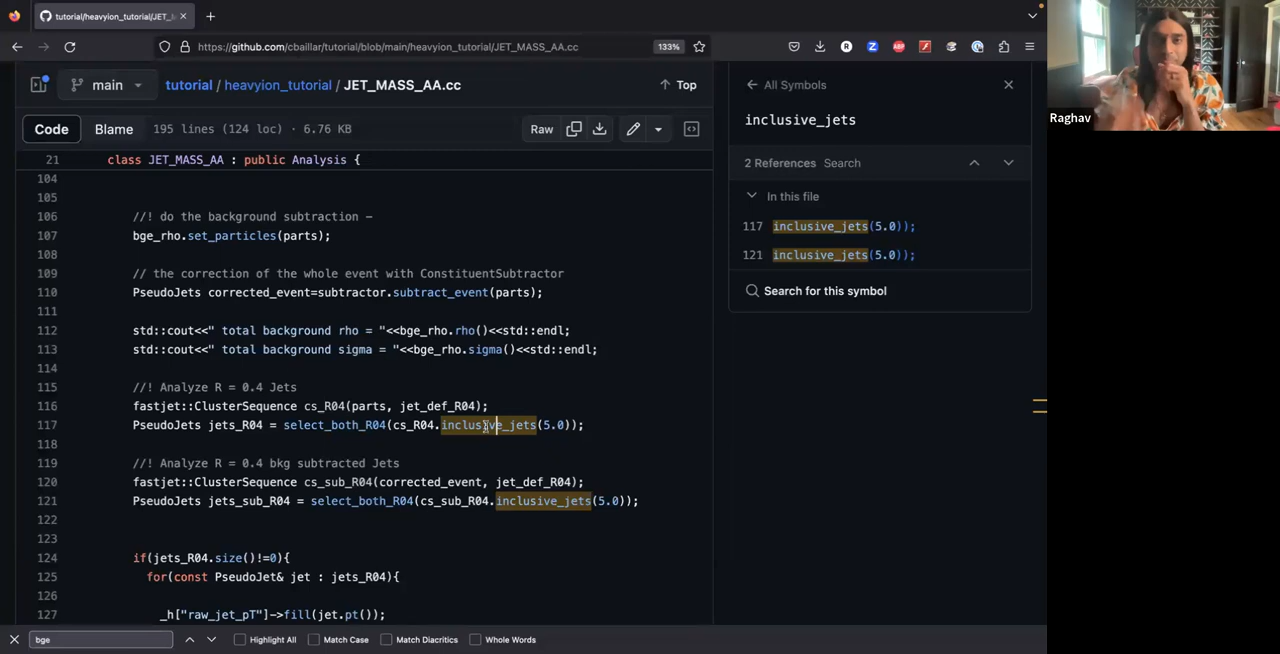 tutorial/heavyion_tutorial/JET_M
https://github.com/cbaillar/tutorial/blob/main/heavyion_tutorial/JET_MASS_AA.cc
133%
main
tutorial / heavyion_tutorial / JET_MASS_AA.cc
Top
Code
Blame
195 lines (124 loc) · 6.76 KB
Raw
21 class JET_MASS_AA : public Analysis {
104
105
106 //! do the background subtraction -
107 bge_rho.set_particles(parts);
108
109 // the correction of the whole event with ConstituentSubtractor
110 PseudoJets corrected_event=subtractor.subtract_event(parts);
111
112 std::cout<<" total background rho = "<<bge_rho.rho()<<std::endl;
113 std::cout<<" total background sigma = "<<bge_rho.sigma()<<std::endl;
114
115 //! Analyze R = 0.4 Jets
116 fastjet::ClusterSequence cs_R04(parts, jet_def_R04);
117 PseudoJets jets_R04 = select_both_R04(cs_R04.inclusive_jets(5.0));
118
119 //! Analyze R = 0.4 bkg subtracted Jets
120 fastjet::ClusterSequence cs_sub_R04(corrected_event, jet_def_R04);
121 PseudoJets jets_sub_R04 = select_both_R04(cs_sub_R04.inclusive_jets(5.0));
122
123
124 if(jets_R04.size()!=0){
125 for(const PseudoJet& jet : jets_R04){
126
127 _h["raw_jet_pT"]->fill(jet.pt());
All Symbols
inclusive_jets
2 References Search
In this file
117 inclusive_jets(5.0));
121 inclusive_jets(5.0));
Search for this symbol
Raghav
bge
Highlight All
Match Case
Match Diacritics
Whole Words